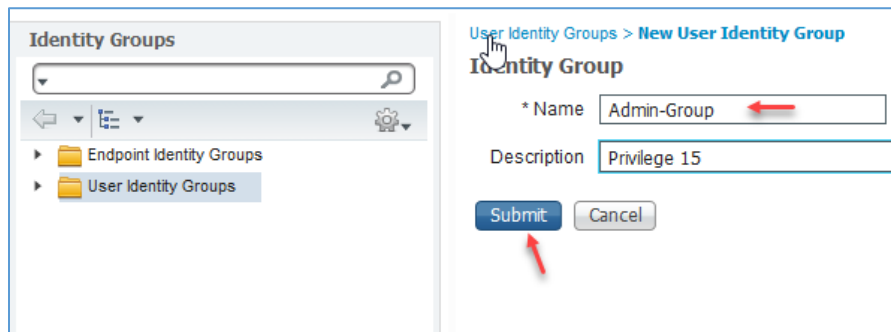 Identity Groups
Endpoint Identity Groups
User Identity Groups
User Identity Groups > New User Identity Group
Identity Group
* Name Admin-Group
Description Privilege 15
Submit Cancel